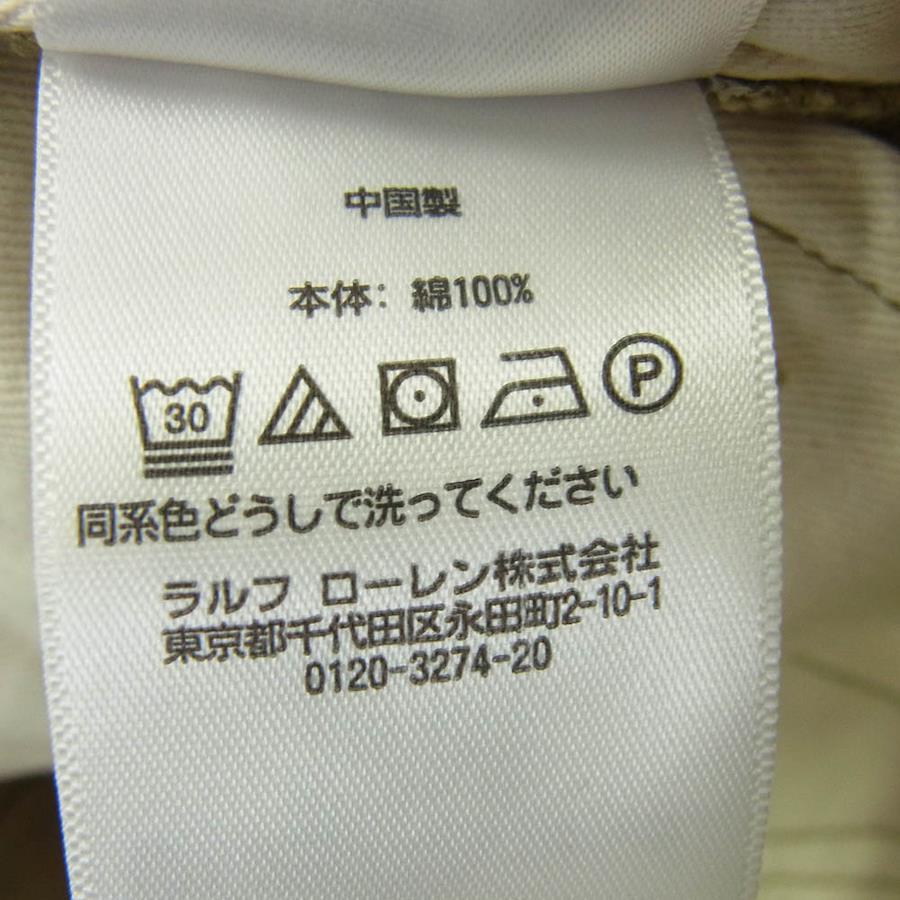 中国製
本体: 綿100%
30 P
同系色どうしで洗ってください
ラルフ ローレン株式会社
東京都千代田区永田町2-10-1
0120-3274-20